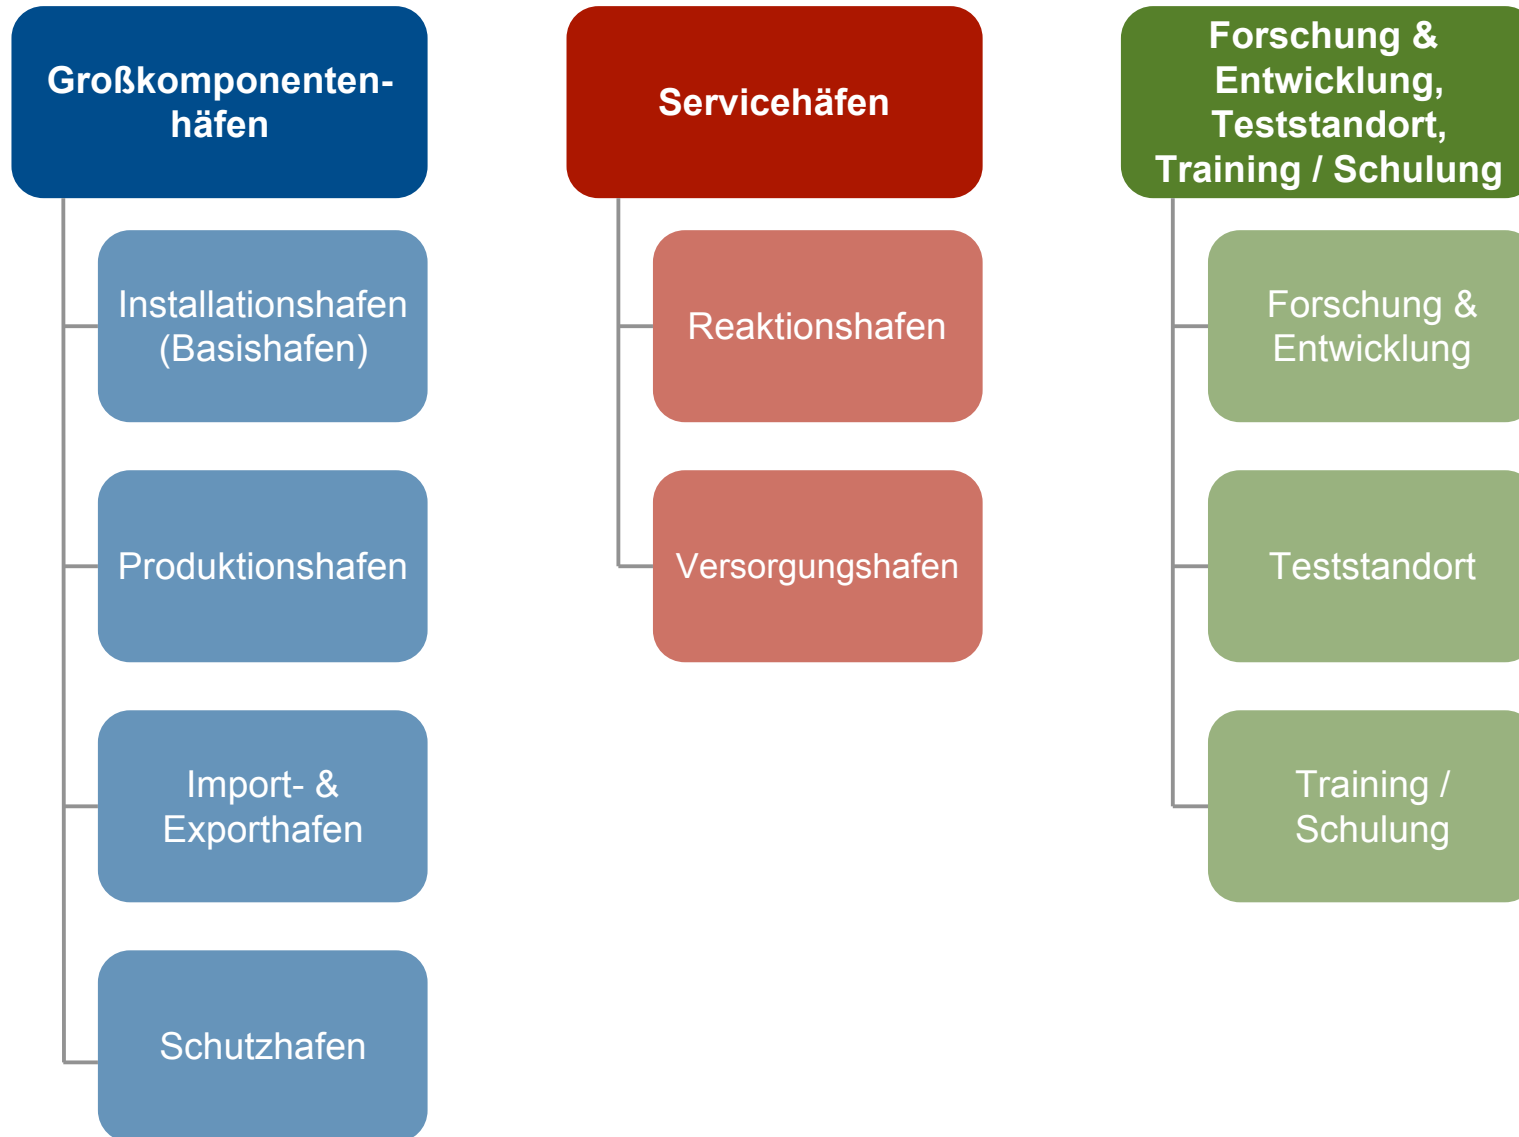 Großkomponenten-
häfen
Installationshafen
(Basishafen)
Produktionshafen
Import- &
Exporthafen
Schutzhafen
Servicehäfen
Reaktionshafen
Versorgungshafen
Forschung &
Entwicklung,
Teststandort,
Training / Schulung
Forschung &
Entwicklung
Teststandort
Training /
Schulung